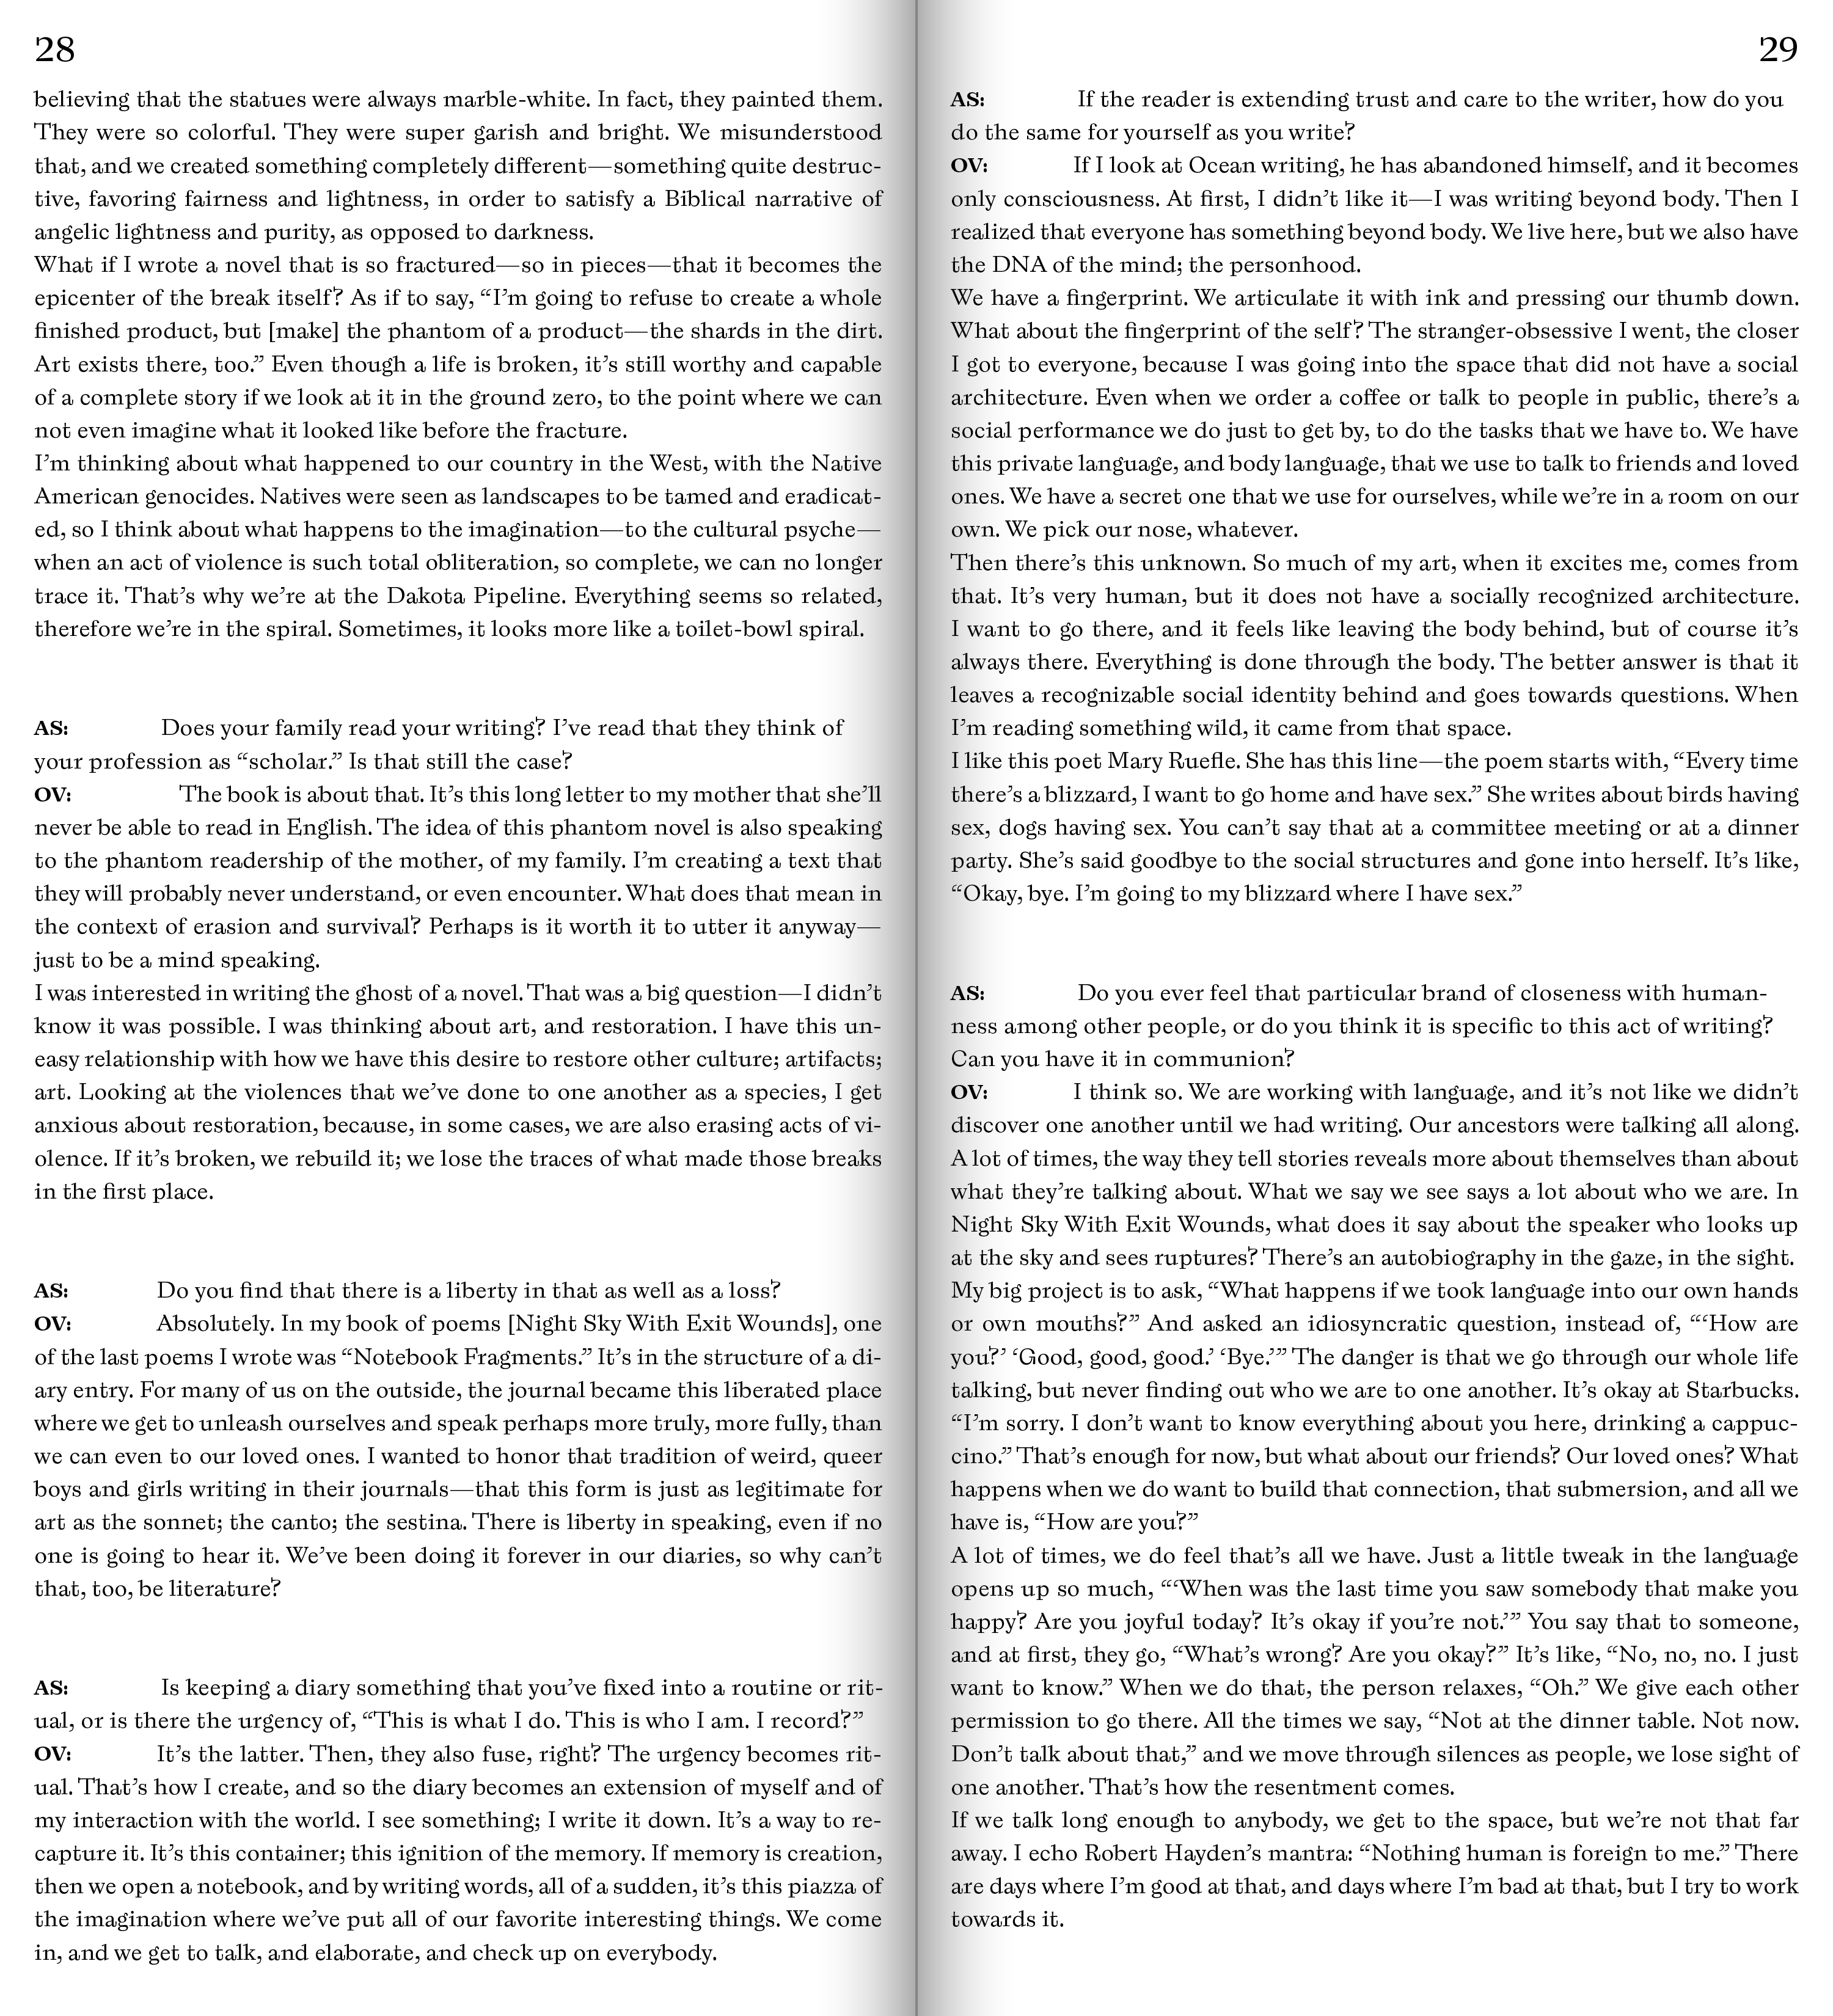 28
believing that the statues were always marble-white. In fact, they painted them.
They were so colorful. They were super garish and bright. We misunderstood
that, and we created something completely different—something quite destruc-
tive, favoring fairness and lightness, in order to satisfy a Biblical narrative of
angelic lightness and purity, as opposed to darkness.
What if I wrote a novel that is so fractured—so in pieces—that it becomes the
epicenter of the break itself? As if to say, “I’m going to refuse to create a whole
finished product, but [make] the phantom of a product—the shards in the dirt.
Art exists there, too.” Even though a life is broken, it’s still worthy and capable
of a complete story if we look at it in the ground zero, to the point where we can
not even imagine what it looked like before the fracture.
I’m thinking about what happened to our country in the West, with the Native
American genocides. Natives were seen as landscapes to be tamed and eradicat-
ed, so I think about what happens to the imagination—to the cultural psyche—
when an act of violence is such total obliteration, so complete, we can no longer
trace it. That’s why we’re at the Dakota Pipeline. Everything seems so related,
therefore we’re in the spiral. Sometimes, it looks more like a toilet-bowl spiral.
AS: Does your family read your writing? I’ve read that they think of
your profession as “scholar.” Is that still the case?
OV: The book is about that. It’s this long letter to my mother that she’ll
never be able to read in English. The idea of this phantom novel is also speaking
to the phantom readership of the mother, of my family. I’m creating a text that
they will probably never understand, or even encounter. What does that mean in
the context of erasion and survival? Perhaps is it worth it to utter it anyway—
just to be a mind speaking.
I was interested in writing the ghost of a novel. That was a big question—I didn’t
know it was possible. I was thinking about art, and restoration. I have this un-
easy relationship with how we have this desire to restore other culture; artifacts;
art. Looking at the violences that we’ve done to one another as a species, I get
anxious about restoration, because, in some cases, we are also erasing acts of vi-
olence. If it’s broken, we rebuild it; we lose the traces of what made those breaks
in the first place.
AS: Do you find that there is a liberty in that as well as a loss?
OV: Absolutely. In my book of poems [Night Sky With Exit Wounds], one
of the last poems I wrote was “Notebook Fragments.” It’s in the structure of a di-
ary entry. For many of us on the outside, the journal became this liberated place
where we get to unleash ourselves and speak perhaps more truly, more fully, than
we can even to our loved ones. I wanted to honor that tradition of weird, queer
boys and girls writing in their journals—that this form is just as legitimate for
art as the sonnet; the canto; the sestina. There is liberty in speaking, even if no
one is going to hear it. We’ve been doing it forever in our diaries, so why can’t
that, too, be literature?
AS: Is keeping a diary something that you’ve fixed into a routine or rit-
ual, or is there the urgency of, “This is what I do. This is who I am. I record?”
OV: It’s the latter. Then, they also fuse, right? The urgency becomes rit-
ual. That’s how I create, and so the diary becomes an extension of myself and of
my interaction with the world. I see something; I write it down. It’s a way to re-
capture it. It’s this container; this ignition of the memory. If memory is creation,
then we open a notebook, and by writing words, all of a sudden, it’s this piazza of
the imagination where we’ve put all of our favorite interesting things. We come
in, and we get to talk, and elaborate, and check up on everybody.
29
AS: If the reader is extending trust and care to the writer, how do you
do the same for yourself as you write?
OV: If I look at Ocean writing, he has abandoned himself, and it becomes
only consciousness. At first, I didn’t like it—I was writing beyond body. Then I
realized that everyone has something beyond body. We live here, but we also have
the DNA of the mind; the personhood.
We have a fingerprint. We articulate it with ink and pressing our thumb down.
What about the fingerprint of the self? The stranger-obsessive I went, the closer
I got to everyone, because I was going into the space that did not have a social
architecture. Even when we order a coffee or talk to people in public, there’s a
social performance we do just to get by, to do the tasks that we have to. We have
this private language, and body language, that we use to talk to friends and loved
ones. We have a secret one that we use for ourselves, while we’re in a room on our
own. We pick our nose, whatever.
Then there’s this unknown. So much of my art, when it excites me, comes from
that. It’s very human, but it does not have a socially recognized architecture.
I want to go there, and it feels like leaving the body behind, but of course it’s
always there. Everything is done through the body. The better answer is that it
leaves a recognizable social identity behind and goes towards questions. When
I’m reading something wild, it came from that space.
I like this poet Mary Ruefle. She has this line—the poem starts with, “Every time
there’s a blizzard, I want to go home and have sex.” She writes about birds having
sex, dogs having sex. You can’t say that at a committee meeting or at a dinner
party. She’s said goodbye to the social structures and gone into herself. It’s like,
“Okay, bye. I’m going to my blizzard where I have sex.”
AS: Do you ever feel that particular brand of closeness with human-
ness among other people, or do you think it is specific to this act of writing?
Can you have it in communion?
OV: I think so. We are working with language, and it’s not like we didn’t
discover one another until we had writing. Our ancestors were talking all along.
A lot of times, the way they tell stories reveals more about themselves than about
what they’re talking about. What we say we see says a lot about who we are. In
Night Sky With Exit Wounds, what does it say about the speaker who looks up
at the sky and sees ruptures? There’s an autobiography in the gaze, in the sight.
My big project is to ask, “What happens if we took language into our own hands
or own mouths?” And asked an idiosyncratic question, instead of, “‘How are
you?’ ‘Good, good, good.’ ‘Bye.’” The danger is that we go through our whole life
talking, but never finding out who we are to one another. It’s okay at Starbucks.
“I’m sorry. I don’t want to know everything about you here, drinking a cappuc-
cino.” That’s enough for now, but what about our friends? Our loved ones? What
happens when we do want to build that connection, that submersion, and all we
have is, “How are you?”
A lot of times, we do feel that’s all we have. Just a little tweak in the language
opens up so much, “‘When was the last time you saw somebody that make you
happy? Are you joyful today? It’s okay if you’re not.’” You say that to someone,
and at first, they go, “What’s wrong? Are you okay?” It’s like, “No, no, no. I just
want to know.” When we do that, the person relaxes, “Oh.” We give each other
permission to go there. All the times we say, “Not at the dinner table. Not now.
Don’t talk about that,” and we move through silences as people, we lose sight of
one another. That’s how the resentment comes.
If we talk long enough to anybody, we get to the space, but we’re not that far
away. I echo Robert Hayden’s mantra: “Nothing human is foreign to me.” There
are days where I’m good at that, and days where I’m bad at that, but I try to work
towards it.